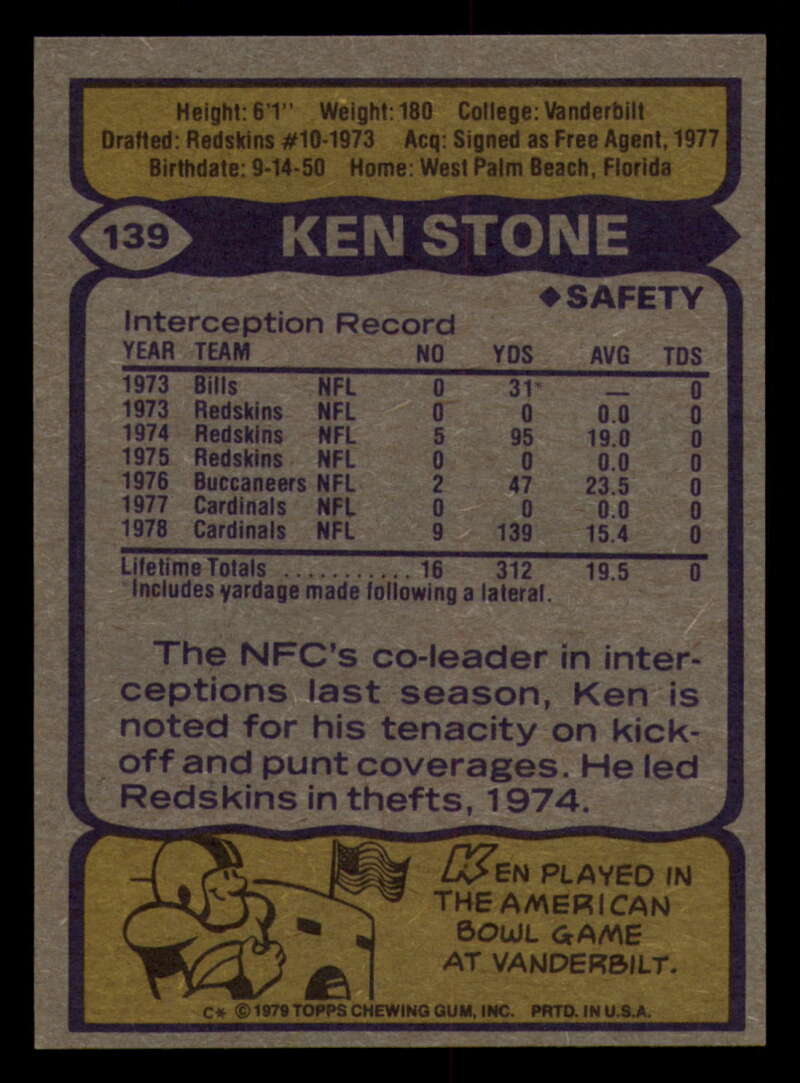 Height: 6'1" Weight: 180 College: Vanderbilt
Drafted: Redskins #10-1973 Acq: Signed as Free Agent, 1977
Birthdate: 9-14-50 Home: West Palm Beach, Florida
139 KEN STONE
◆SAFETY
Interception Record
YEAR TEAM NO YDS AVG TDS
1973 Bills NFL 0 31* — 0
1973 Redskins NFL 0 0 0.0 0
1974 Redskins NFL 5 95 19.0 0
1975 Redskins NFL 0 0 0.0 0
1976 Buccaneers NFL 2 47 23.5 0
1977 Cardinals NFL 0 0 0.0 0
1978 Cardinals NFL 9 139 15.4 0
Lifetime Totals ........... 16 312 19.5 0
*Includes yardage made following a lateral.
The NFC's co-leader in inter-
ceptions last season, Ken is
noted for his tenacity on kick-
off and punt coverages. He led
Redskins in thefts, 1974.
KEN PLAYED IN
THE AMERICAN
BOWL GAME
AT VANDERBILT.
C* © 1979 TOPPS CHEWING GUM, INC. PRTD. IN U.S.A.